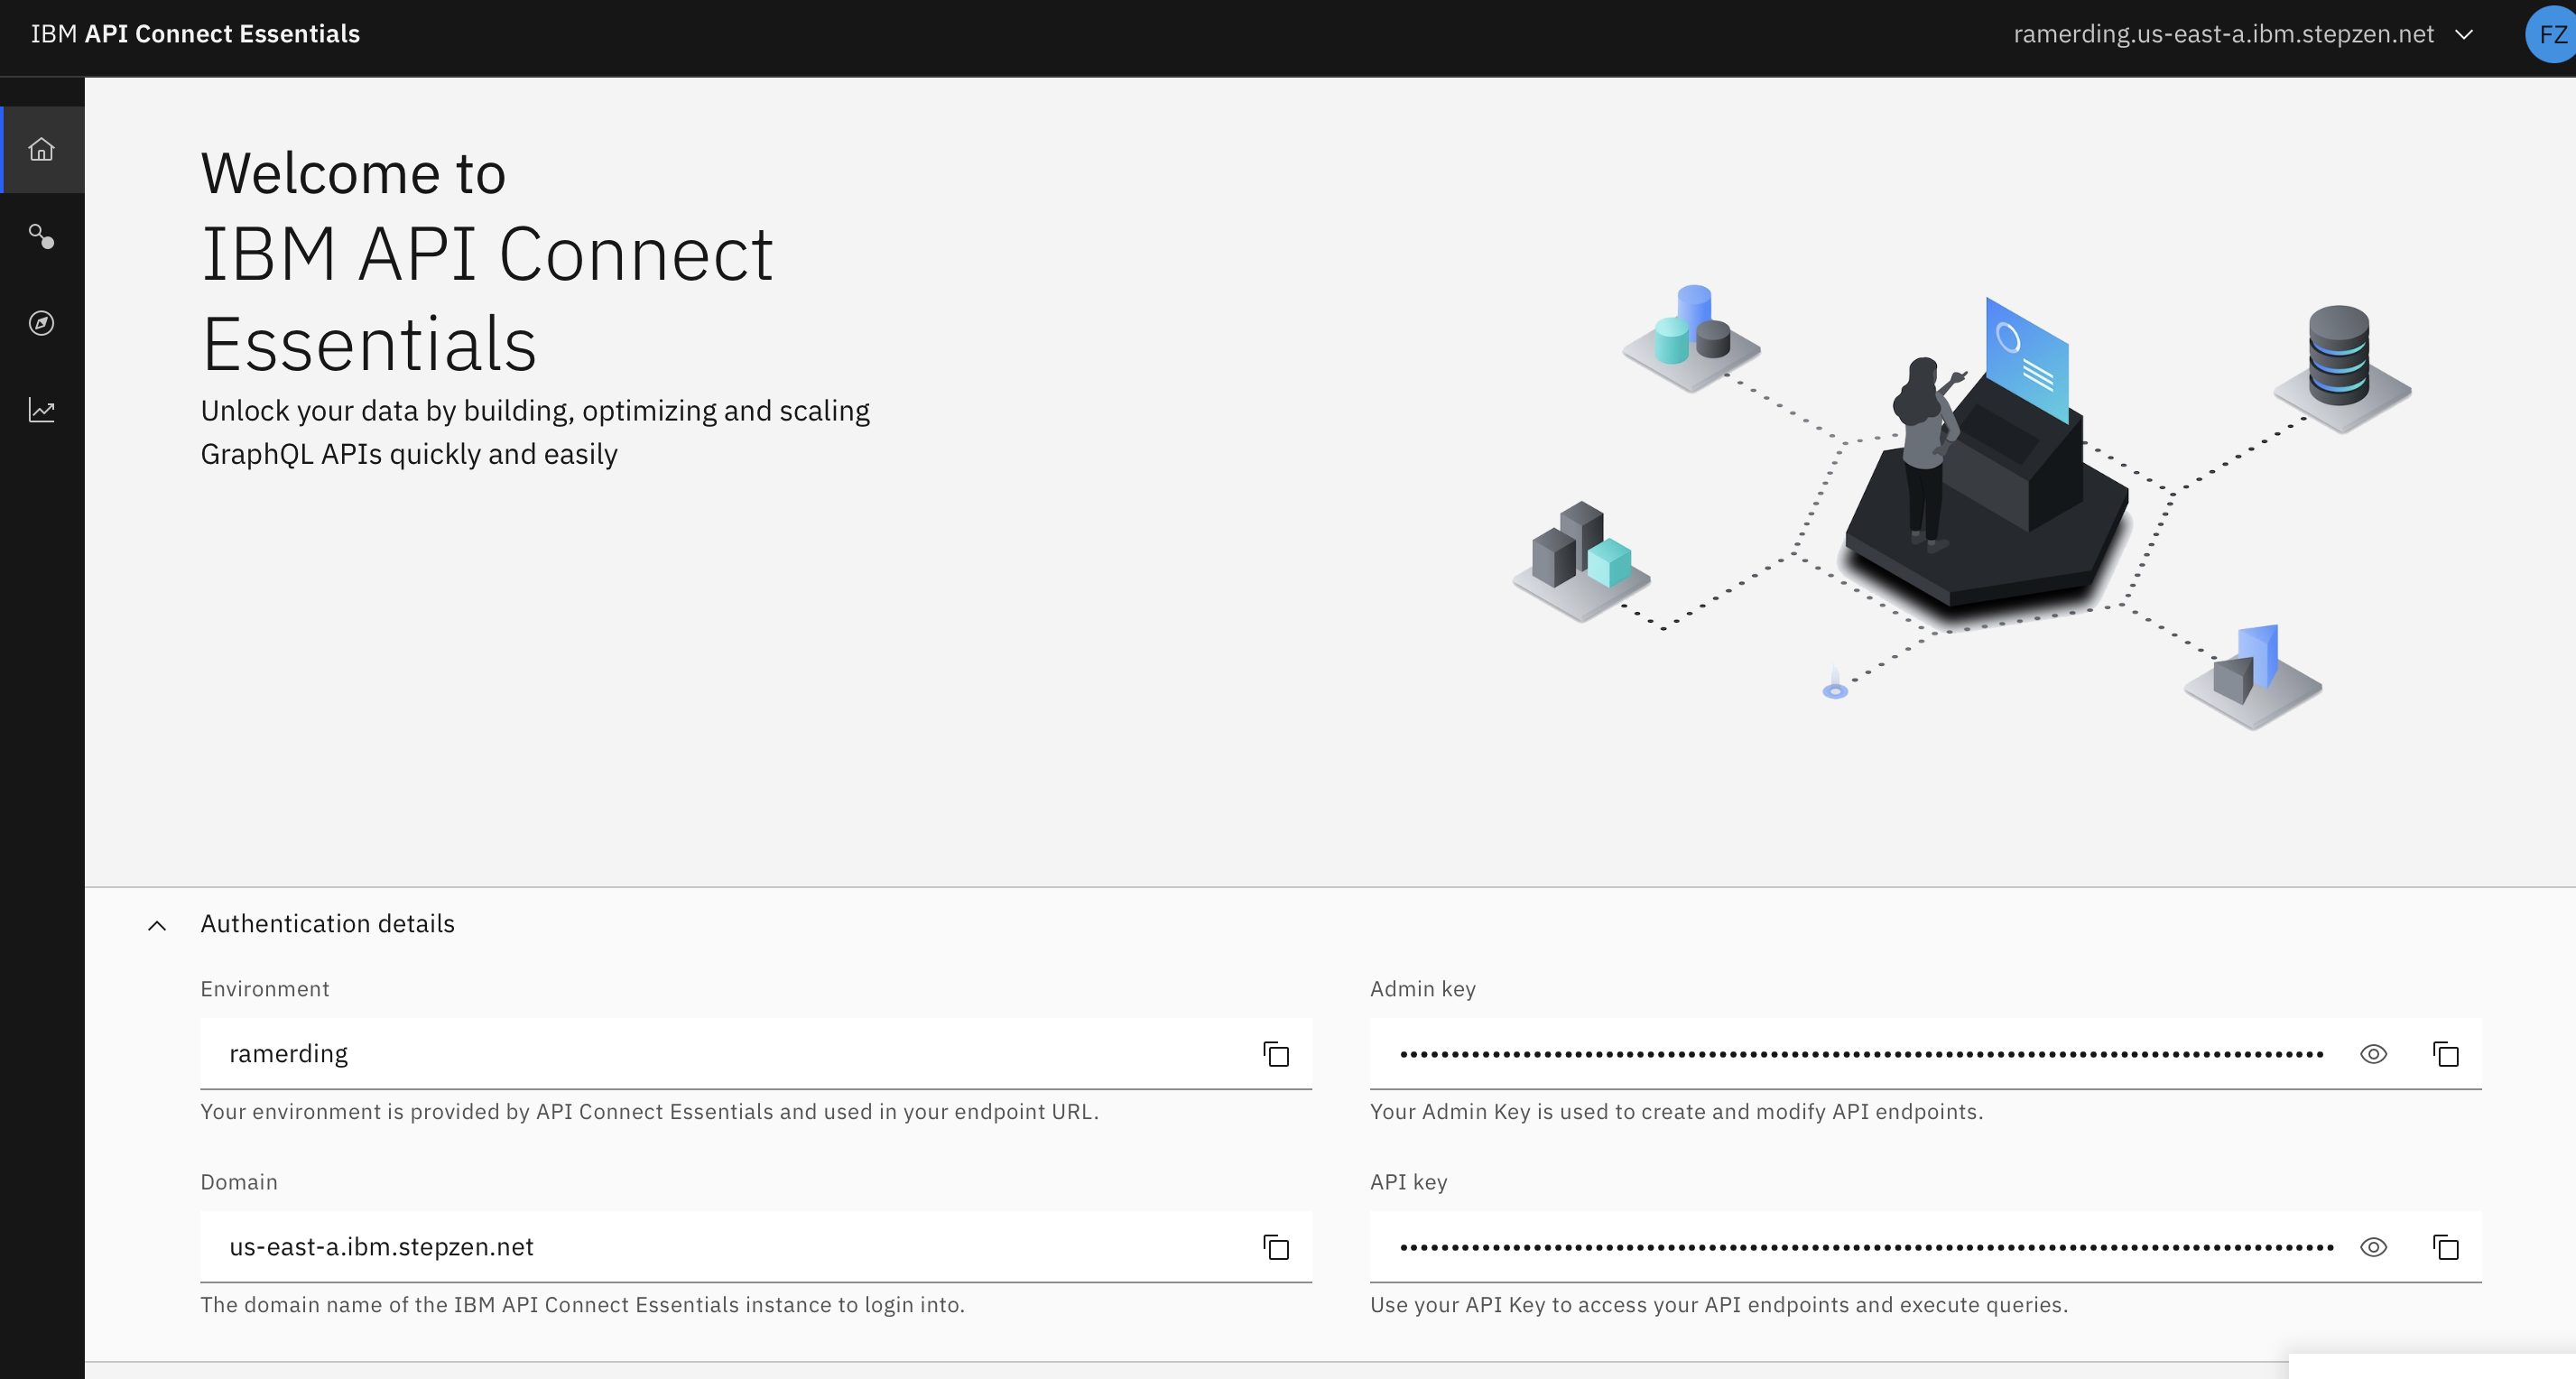 IBM API Connect Essentials
ramerding.us-east-a.ibm.stepzen.net
FZ
Welcome to
IBM API Connect
Essentials
Unlock your data by building, optimizing and scaling
GraphQL APIs quickly and easily
Authentication details
Environment
ramerding
Your environment is provided by API Connect Essentials and used in your endpoint URL.
Admin key
Your Admin Key is used to create and modify API endpoints.
Domain
us-east-a.ibm.stepzen.net
The domain name of the IBM API Connect Essentials instance to login into.
API key
Use your API Key to access your API endpoints and execute queries.